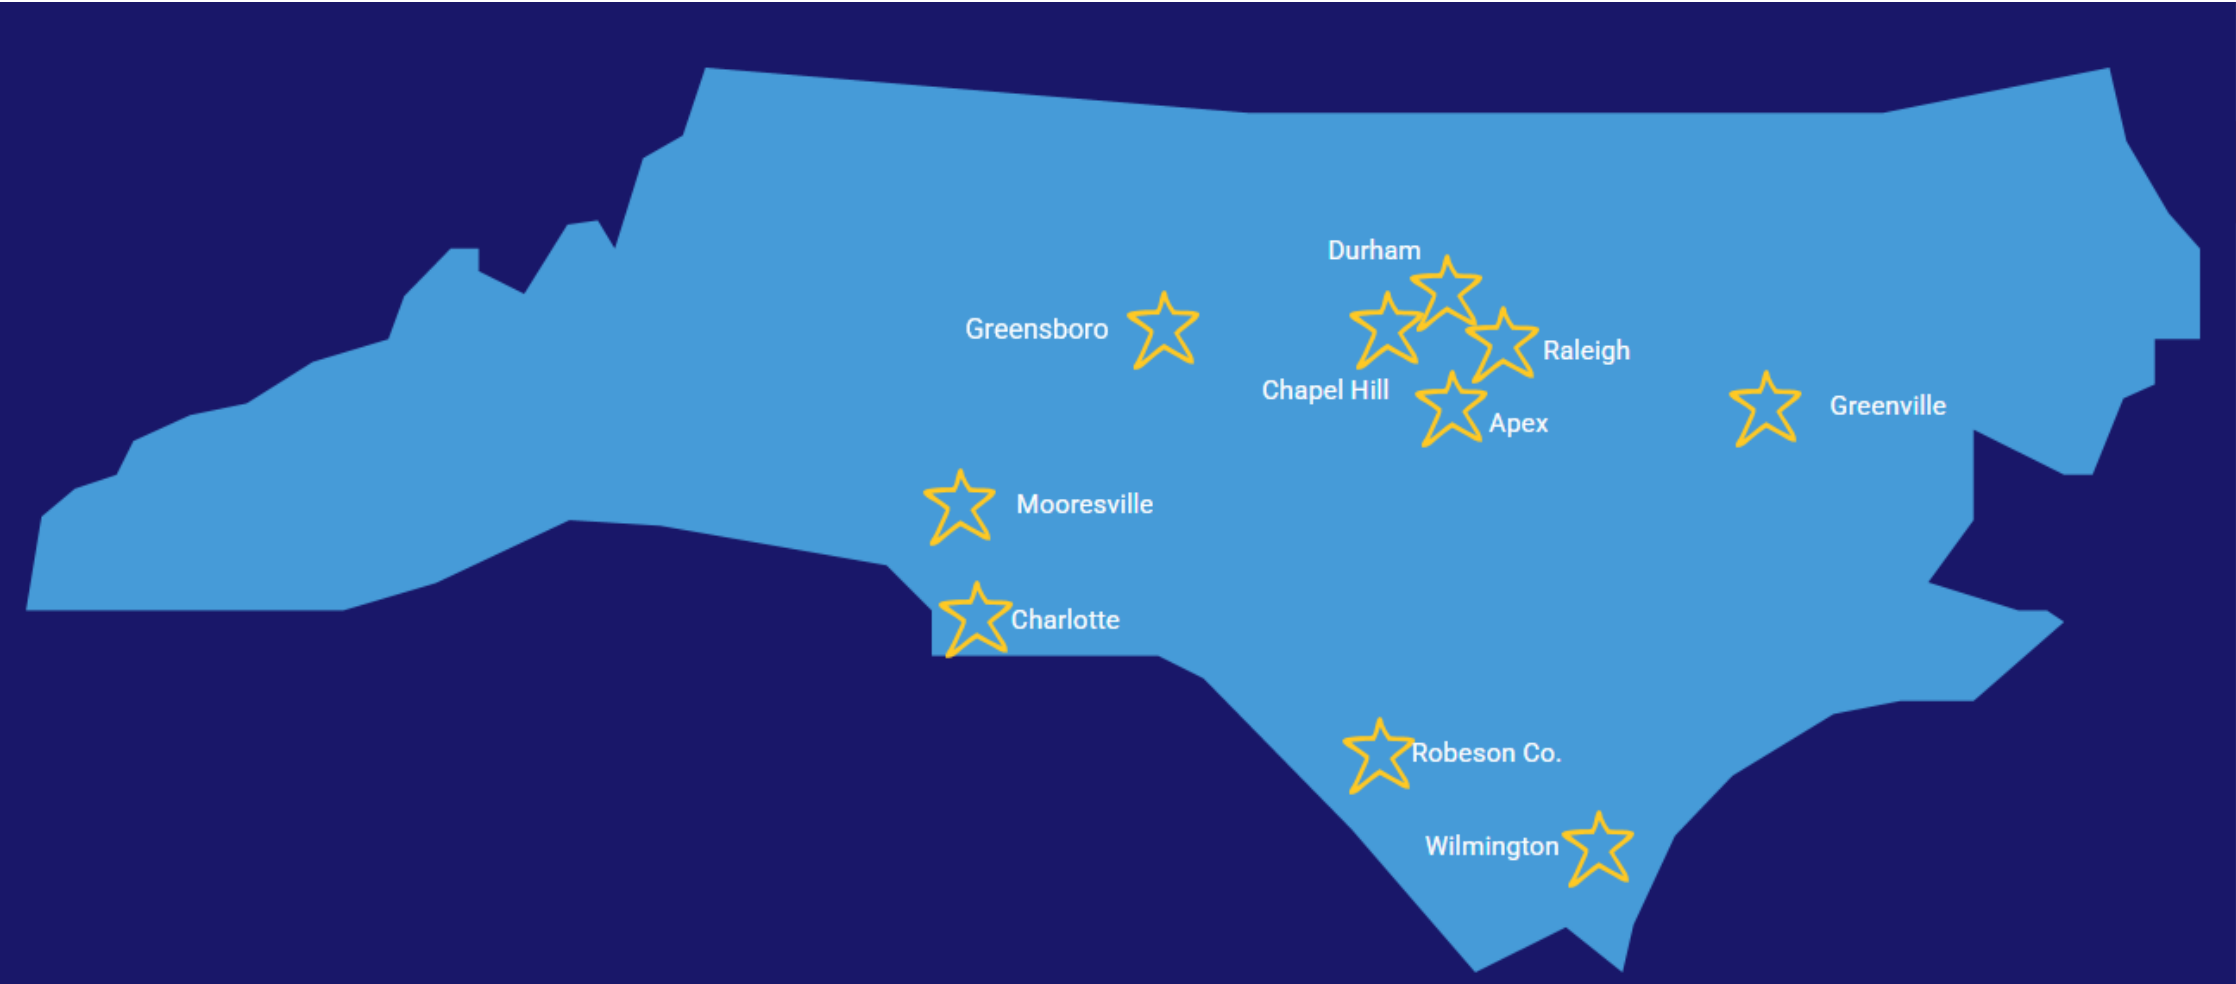 Durham
Greensboro
Raleigh
Chapel Hill
Greenville
Apex
Mooresville
Charlotte
Robeson Co.
Wilmington